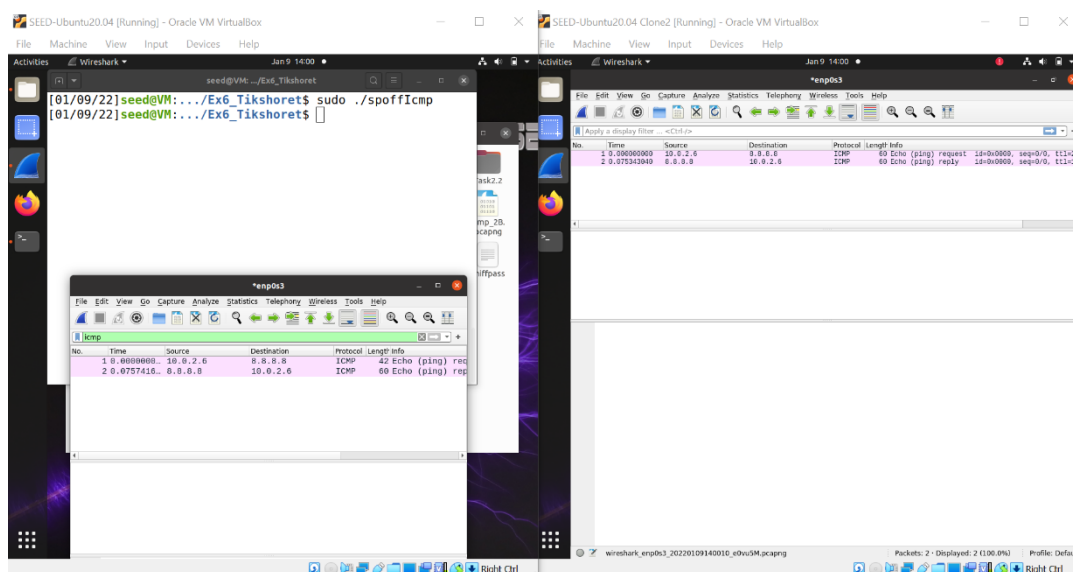 SEED-Ubuntu20.04 [Running] - Oracle VM VirtualBox
File Machine View Input Devices Help
Activities Wireshark Jan 9 14:00
seed@VM: .../Ex6_Tikshoret
[01/09/22]seed@VM:.../Ex6_Tikshoret$ sudo ./spoffIcmp
[01/09/22]seed@VM:.../Ex6_Tikshoret$
*enp0s3
File Edit View Go Capture Analyze Statistics Telephony Wireless Tools Help
icmp
No. Time Source Destination Protocol Length Info
1 0.0000000… 10.0.2.6 8.8.8.8 ICMP 42 Echo (ping) req
2 0.0757416… 8.8.8.8 10.0.2.6 ICMP 60 Echo (ping) rep
Right Ctrl
SEED-Ubuntu20.04 Clone2 [Running] - Oracle VM VirtualBox
File Machine View Input Devices Help
Activities Wireshark Jan 9 14:00
*enp0s3
File Edit View Go Capture Analyze Statistics Telephony Wireless Tools Help
Apply a display filter ... <Ctrl-/>
No. Time Source Destination Protocol Length Info
1 0.000000000 10.0.2.6 8.8.8.8 ICMP 60 Echo (ping) request id=0x0000, seq=0/0,
2 0.075343040 8.8.8.8 10.0.2.6 ICMP 60 Echo (ping) reply id=0x0000, seq=0/0,
wireshark_enp0s3_20220109140010_e0vu5M.pcapng Packets: 2 · Displayed: 2 (100.0%) Profile: Defau
Right Ctrl